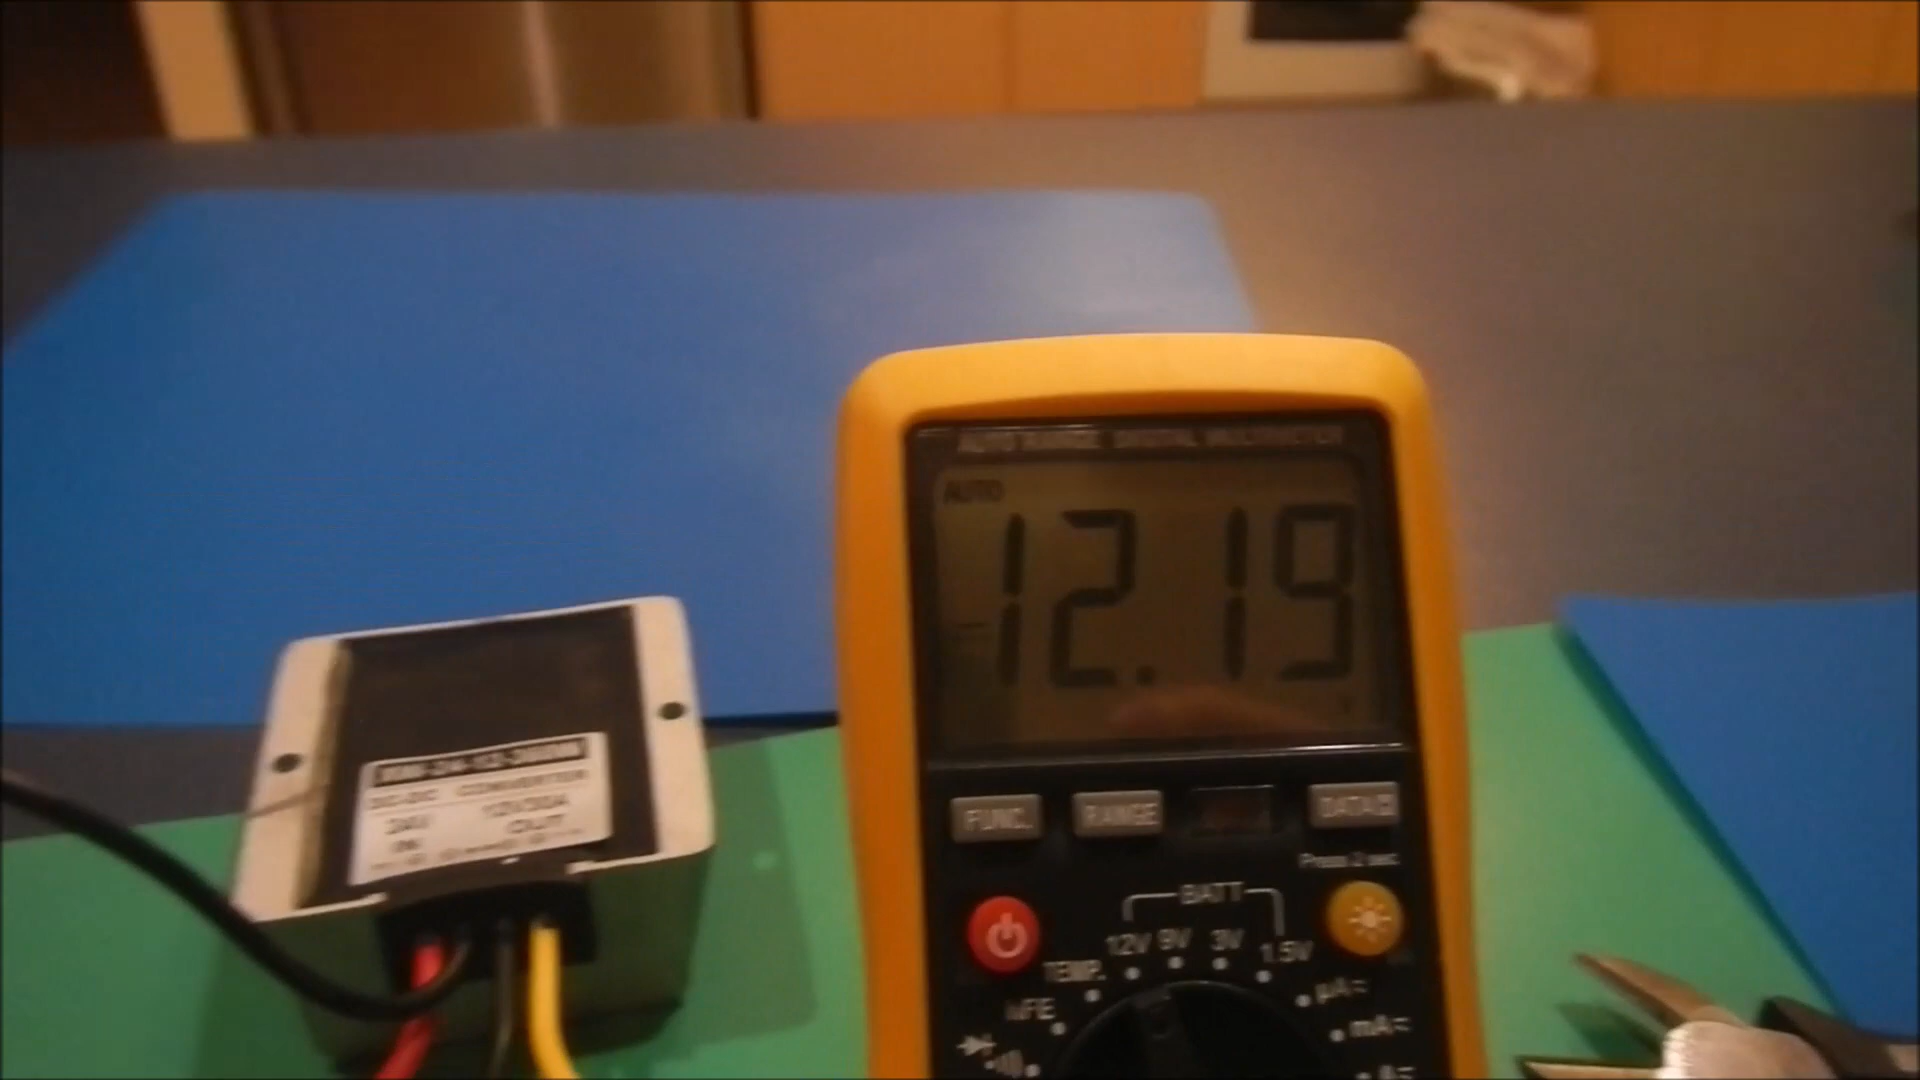 AUTO RANGE DIGITAL MULTIMETER
AUTO
12.19
FUNC.
RANGE
DATA
Press 2 sec
BATT
12V 9V 3V 1.5V
TEMP.
hFE
µA
mA
DC-DC CONVERTER
24V 12V/30A
IN OUT